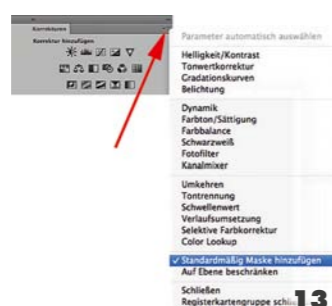 Korrekturen
Korrektur hinzufügen
Parameter automatisch auswählen
Helligkeit/Kontrast
Tonwertkorrektur
Gradationskurven
Belichtung
Dynamik
Farbton/Sättigung
Farbbalance
Schwarzweiß
Fotofilter
Kanalmixer
Umkehren
Tontrennung
Schwellenwert
Verlaufsumsetzung
Selektive Farbkorrektur
Color Lookup
✓ Standardmäßig Maske hinzufügen
Auf Ebene beschränken
Schließen
Registerkartengruppe
13